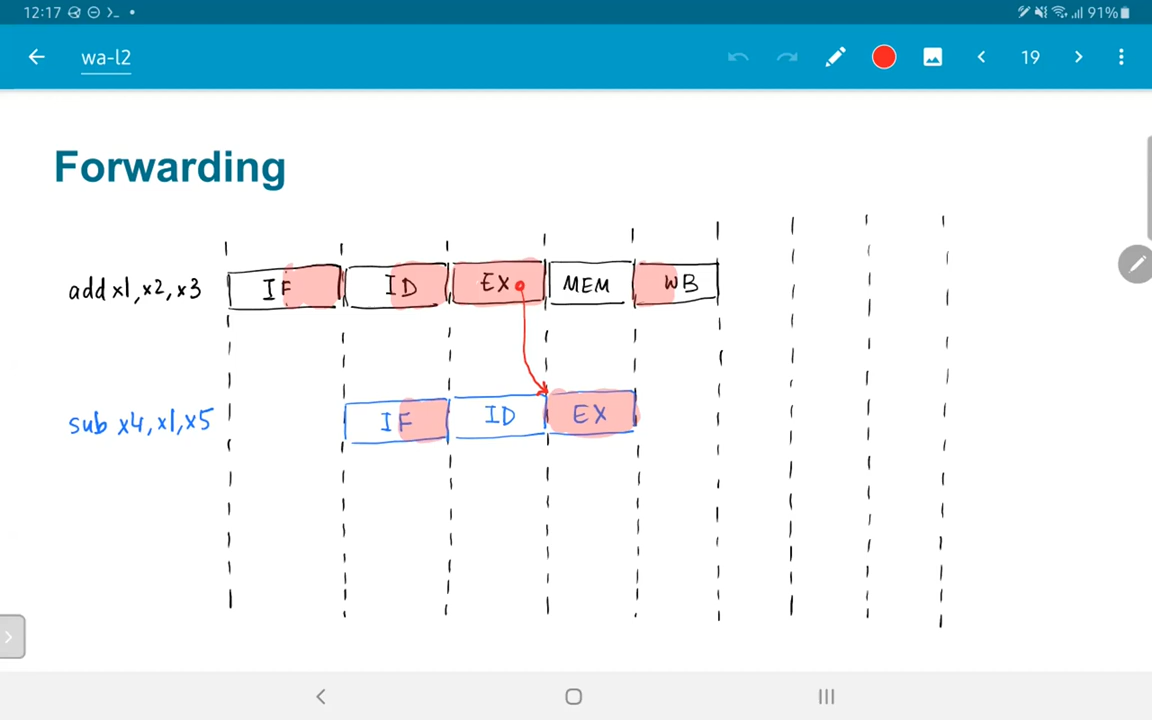 12:17 91%
wa-l2 19
Forwarding
add x1, x2, x3 IF ID EX MEM WB
sub x4, x1, x5 IF ID EX